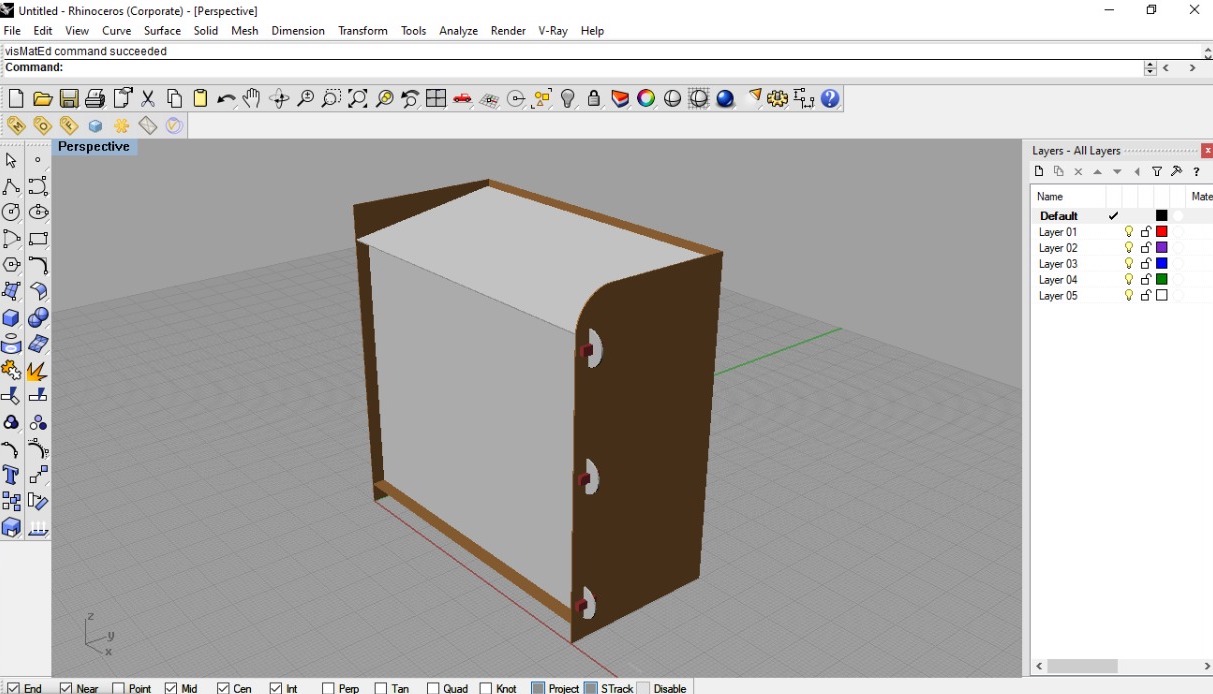 Untitled - Rhinoceros (Corporate) - [Perspective]
File Edit View Curve Surface Solid Mesh Dimension Transform Tools Analyze Render V-Ray Help
visMatEd command succeeded
Command:
Perspective
Layers - All Layers
Name Mate
Default
Layer 01
Layer 02
Layer 03
Layer 04
Layer 05
z
y
x
End Near Point Mid Cen Int Perp Tan Quad Knot Project STrack Disable